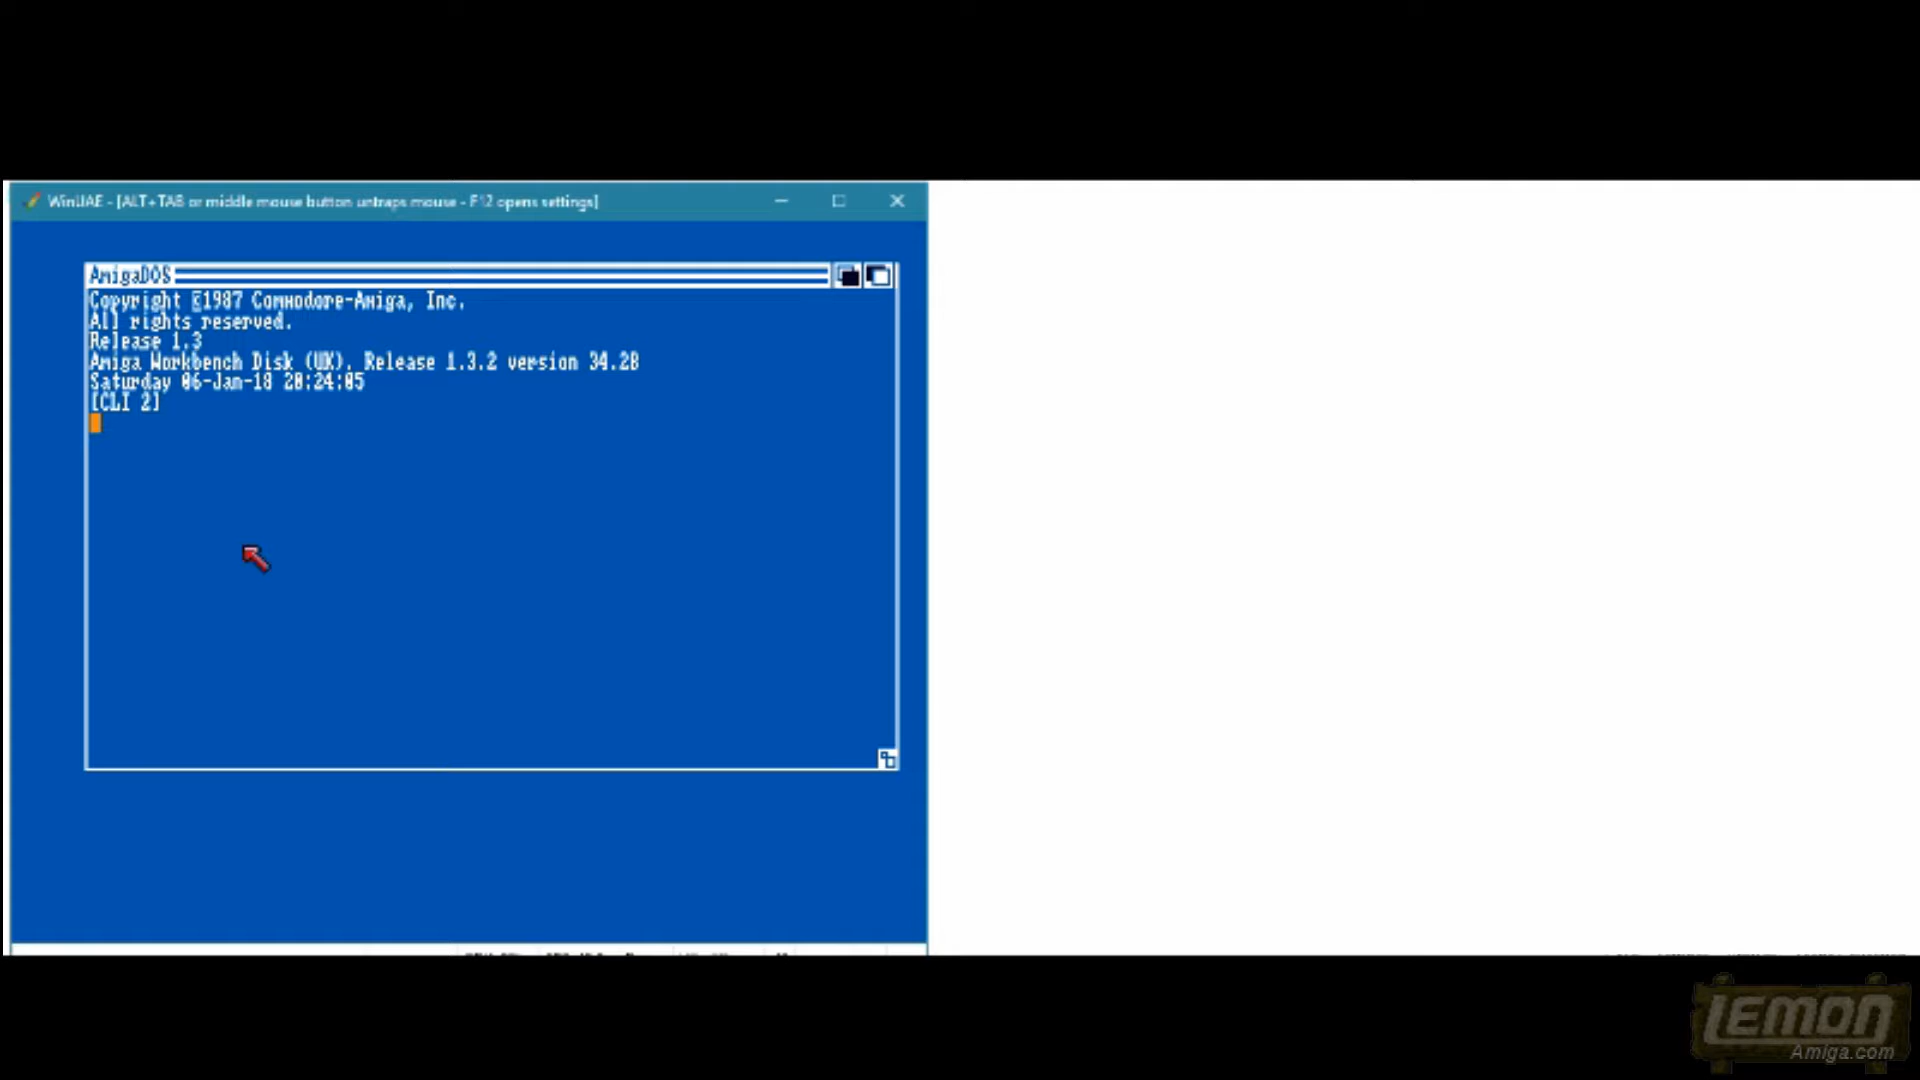 WinUAE - [ALT+TAB or middle mouse button untraps mouse - F12 opens settings]
AmigaDOS
Copyright ©1987 Commodore-Amiga, Inc.
All rights reserved.
Release 1.3
Amiga Workbench Disk (UK). Release 1.3.2 version 34.28
Saturday 06-Jan-18 20:24:05
[CLI 2]
LEMON
Amiga.com